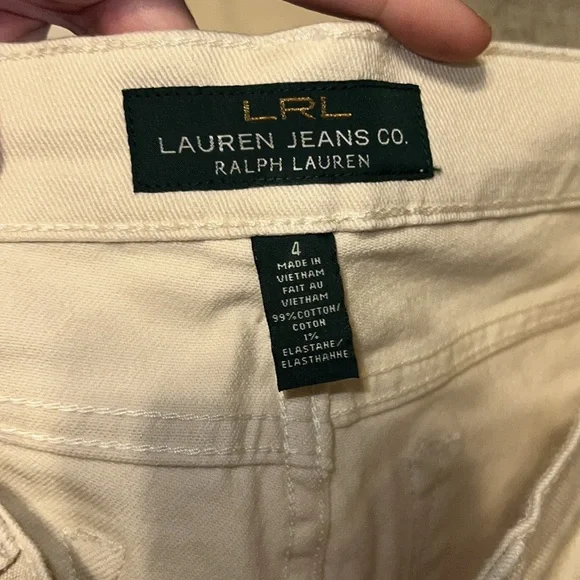 LRL
LAUREN JEANS CO.
RALPH LAUREN
4
MADE IN
VIETNAM
FAIT AU
VIETNAM
99%COTTON/
COTON
1%
ELASTANE/
ELASTHANNE